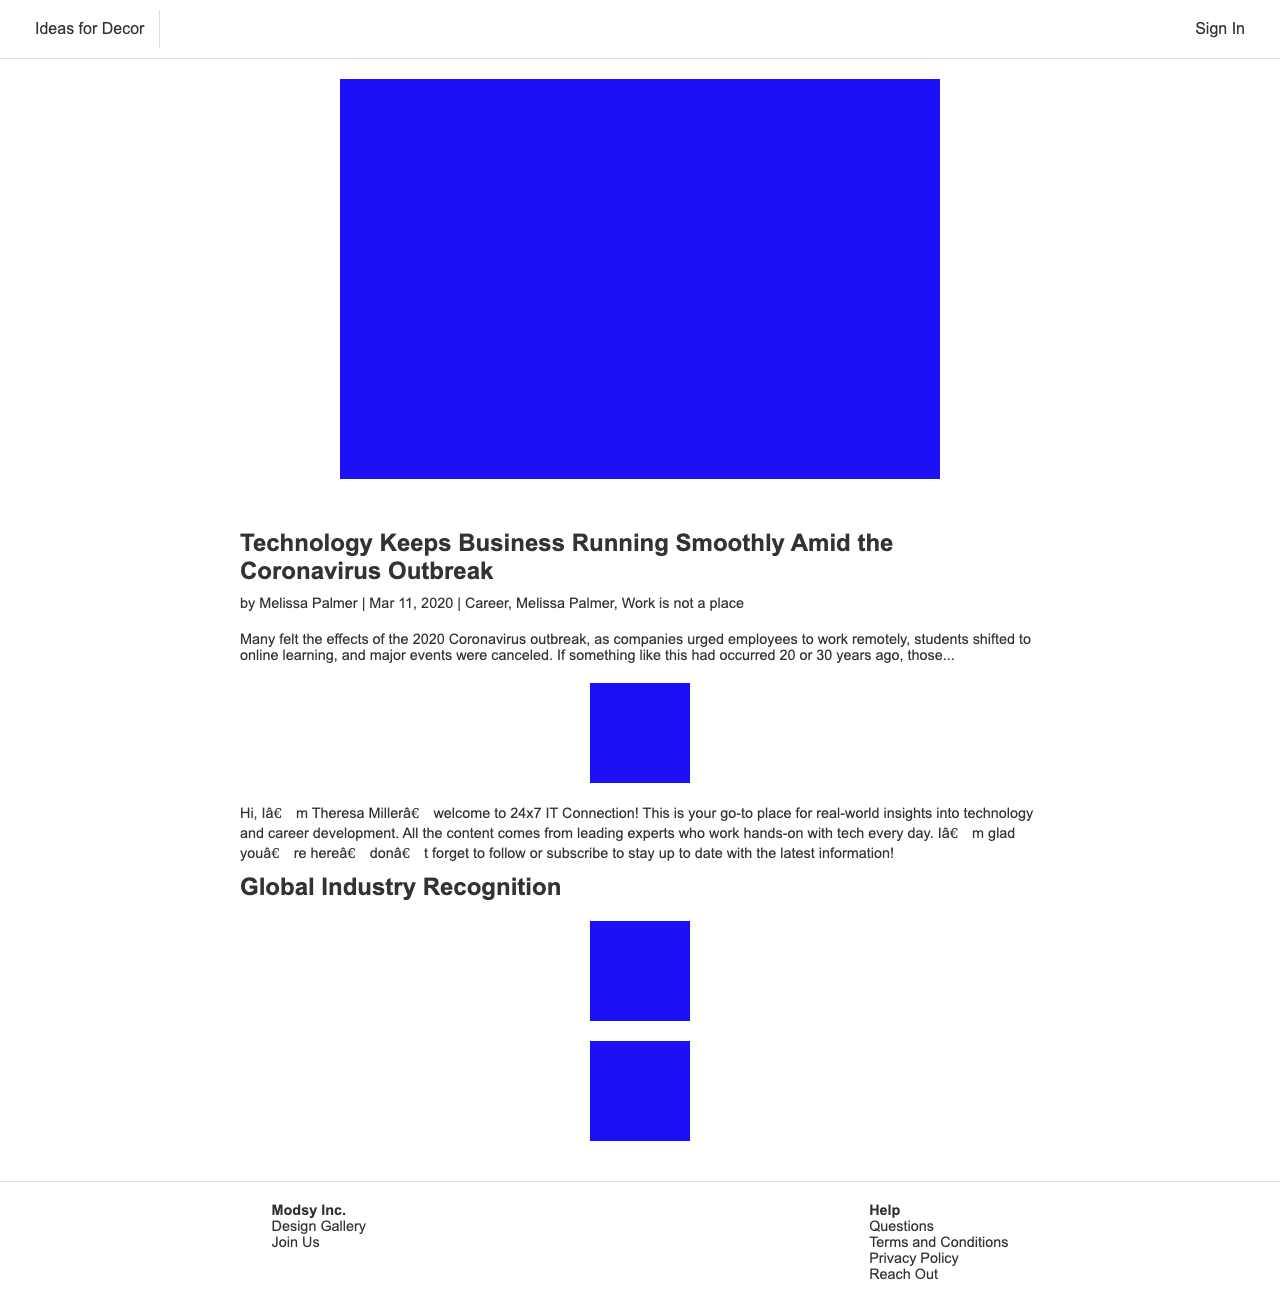 Ideas for Decor
Sign In
Technology Keeps Business Running Smoothly Amid the
Coronavirus Outbreak
by Melissa Palmer | Mar 11, 2020 | Career, Melissa Palmer, Work is not a place
Many felt the effects of the 2020 Coronavirus outbreak, as companies urged employees to work remotely, students shifted to
online learning, and major events were canceled. If something like this had occurred 20 or 30 years ago, those...
Hi, Iâ€ m Theresa Millerâ€ welcome to 24x7 IT Connection! This is your go-to place for real-world insights into technology
and career development. All the content comes from leading experts who work hands-on with tech every day. Iâ€ m glad
youâ€ re hereâ€ donâ€ t forget to follow or subscribe to stay up to date with the latest information!
Global Industry Recognition
Modsy Inc.
Design Gallery
Join Us
Help
Questions
Terms and Conditions
Privacy Policy
Reach Out